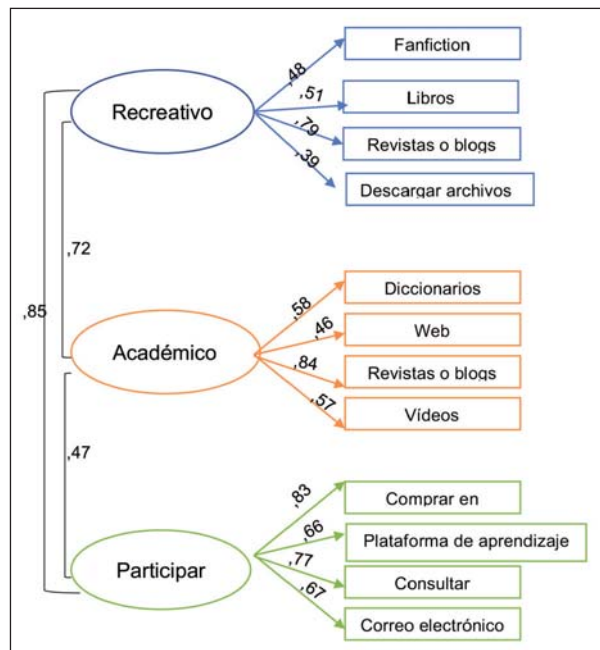 ,48
Fanfiction
,51
Libros
Recreativo
,79
Revistas o blogs
,39
Descargar archivos
,72
,85
,58
Diccionarios
,46
Web
Académico
,84
Revistas o blogs
,57
Vídeos
,47
,83
Comprar en
,66
Plataforma de aprendizaje
Participar
,77
Consultar
,67
Correo electrónico